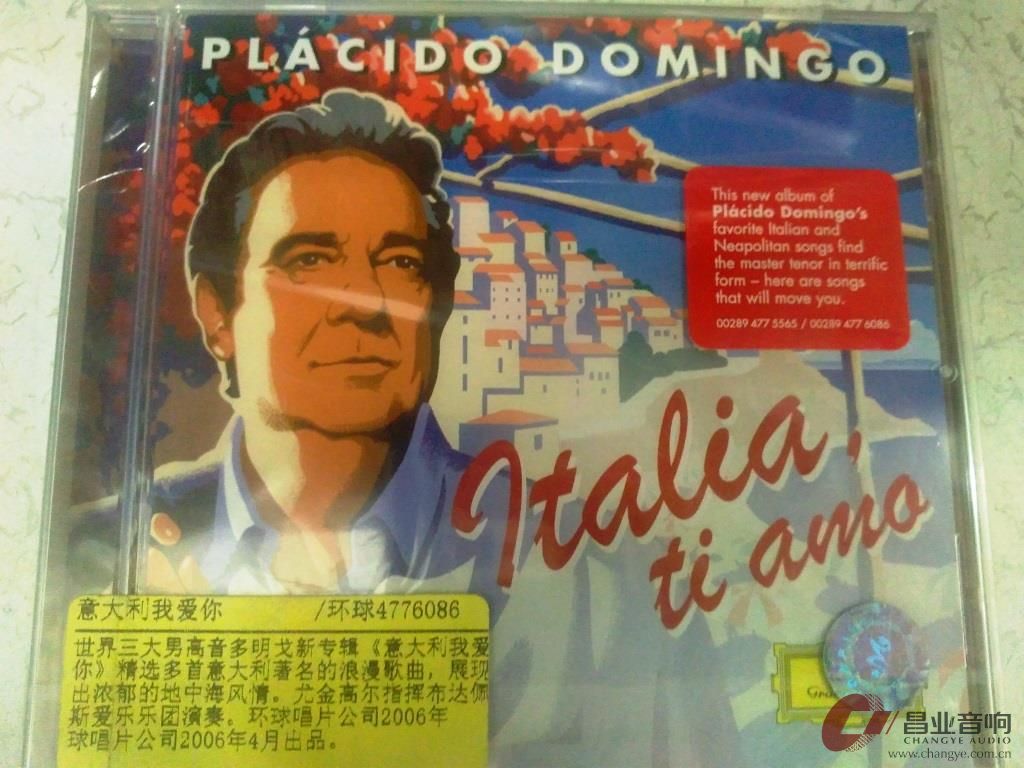 PLÁCIDO DOMINGO
This new album of
Plácido Domingo's
favorite Italian and
Neapolitan songs find
the master tenor in terrific
form – here are songs
that will move you.
00289 477 5565 / 00289 477 6086
Italia,
ti amo
意大利我爱你 /环球4776086
世界三大男高音多明戈新专辑《意大利我爱
你》精选多首意大利著名的浪漫歌曲，展现
出浓郁的地中海风情。尤金高尔指挥布达佩
斯爱乐乐团演奏。环球唱片公司2006年
球唱片公司2006年4月出品。
昌业音响
CHANGYE AUDIO
www.changye.com.cn